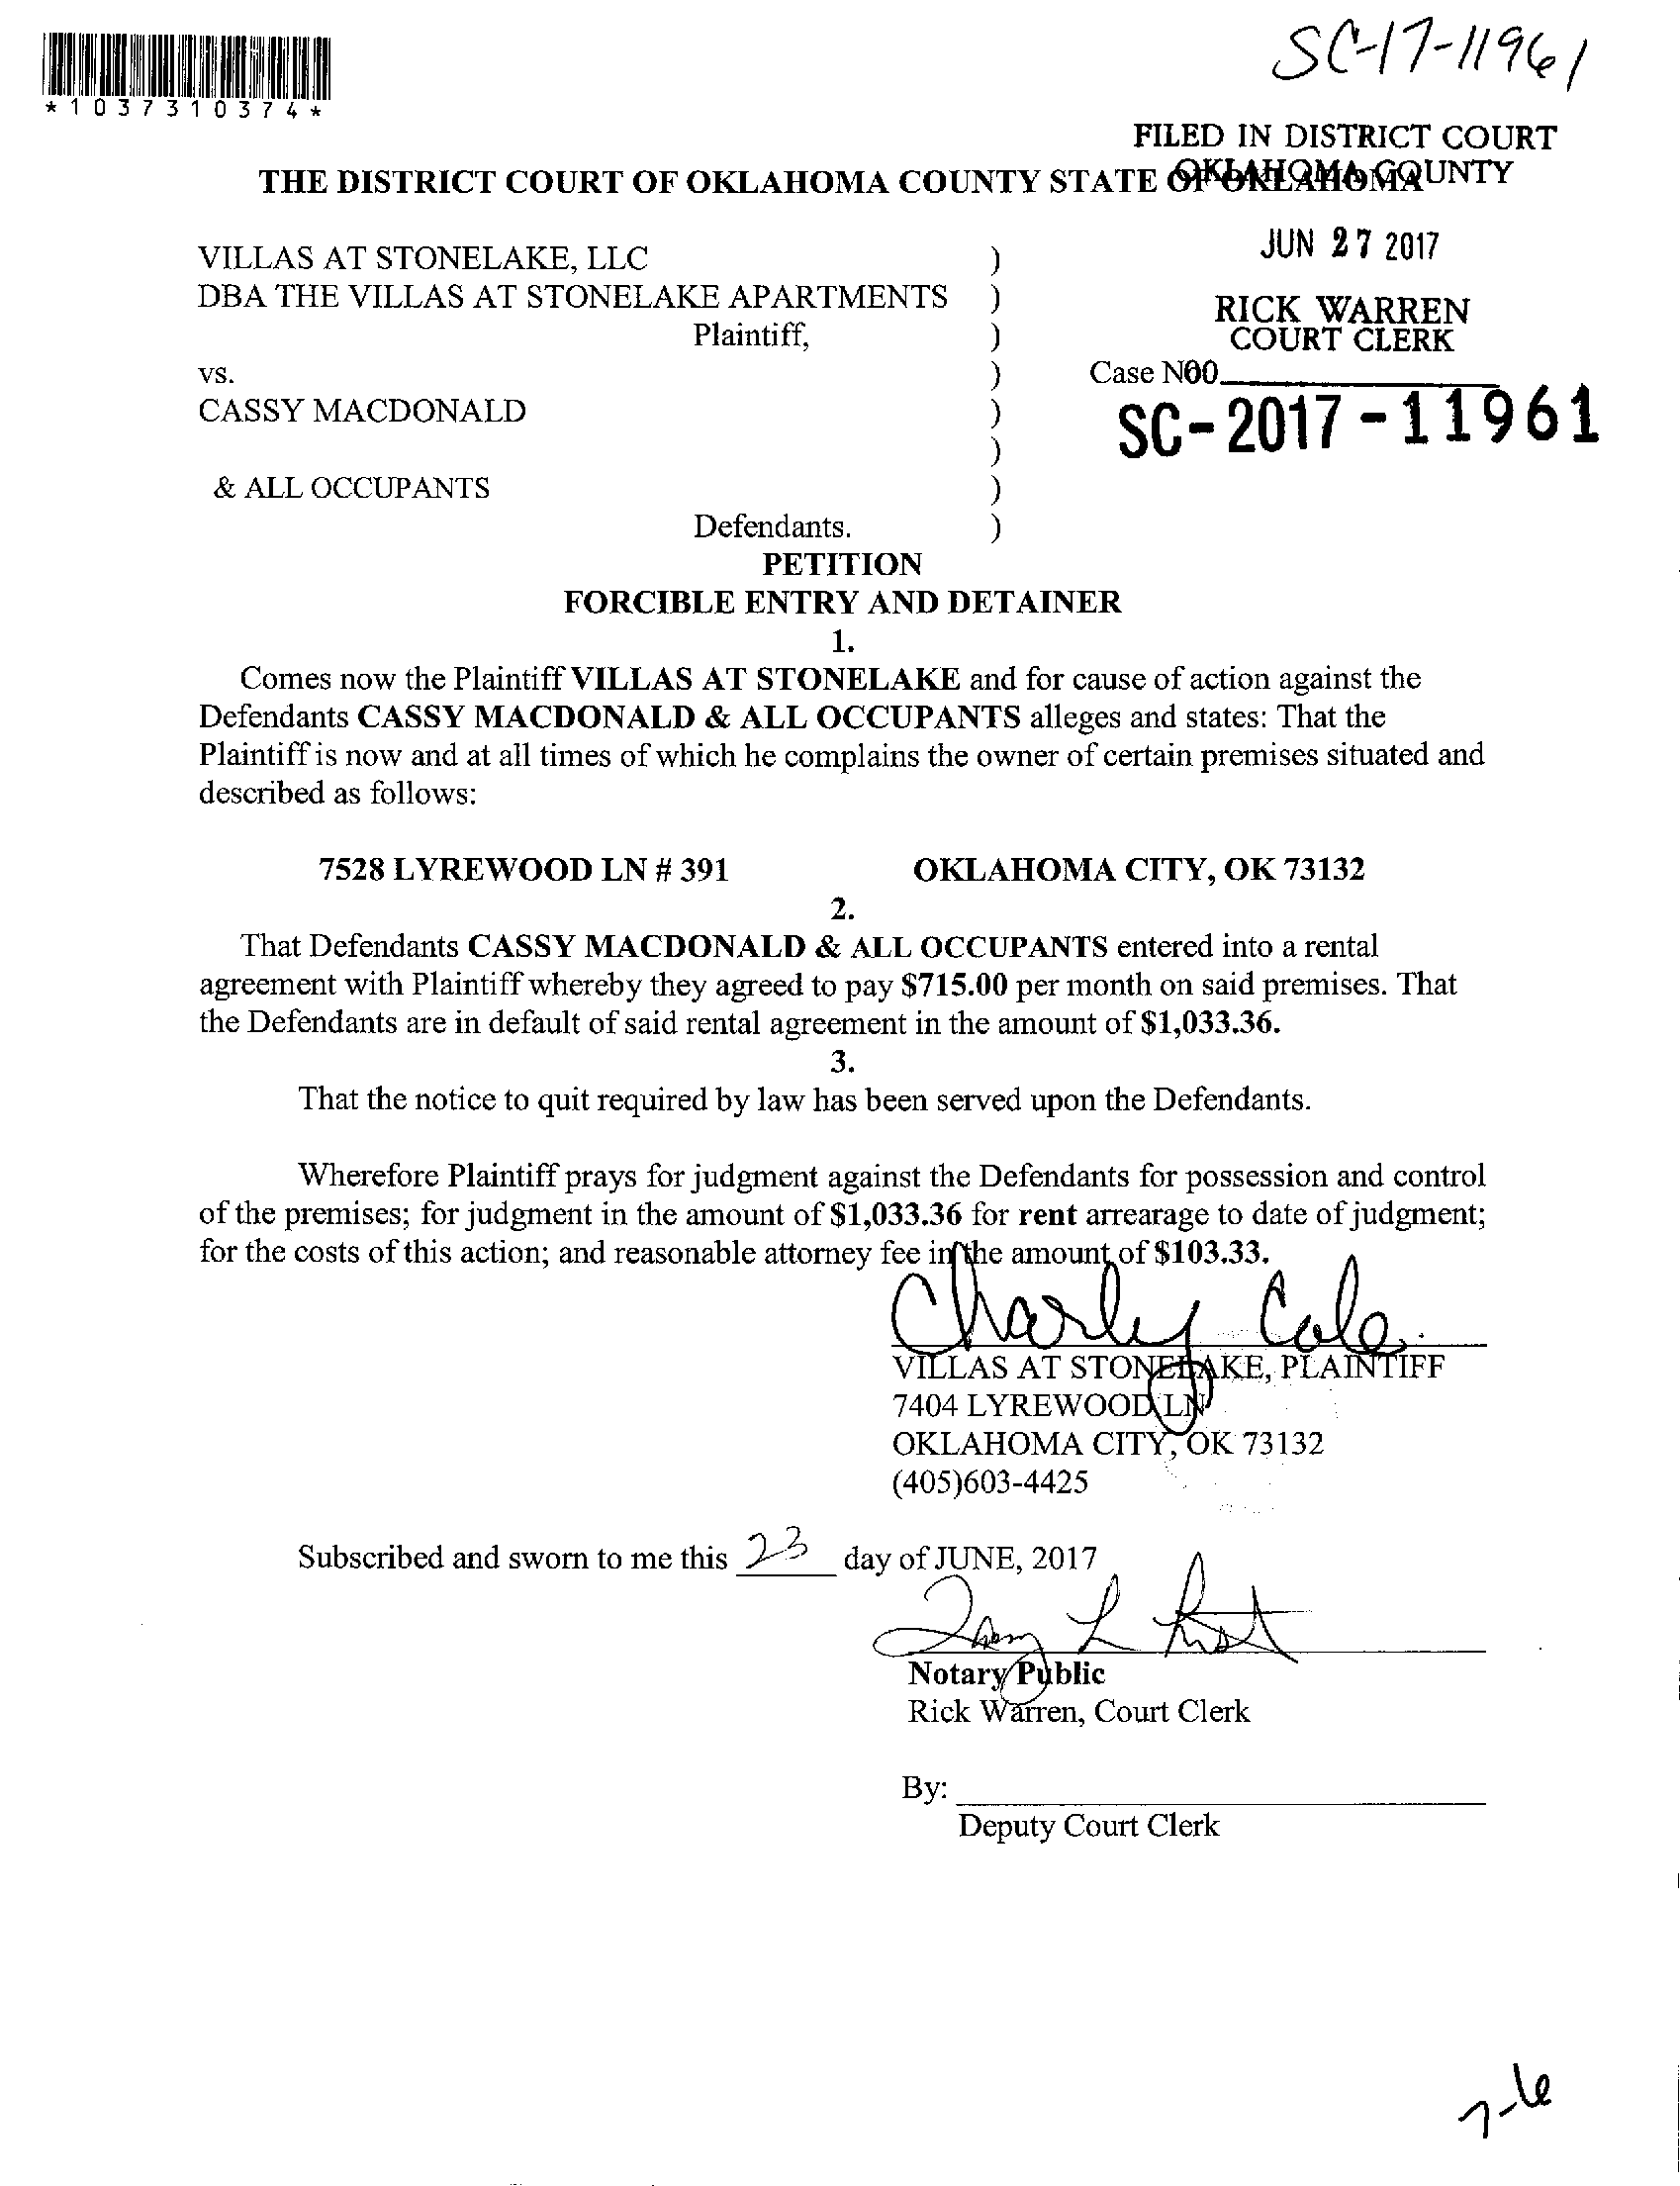 SC-17-11961
*1037310374*
FILED IN DISTRICT COURT
OKLAHOMA COUNTY
THE DISTRICT COURT OF OKLAHOMA COUNTY STATE OF OKLAHOMA
JUN 27 2017
RICK WARREN
COURT CLERK
VILLAS AT STONELAKE, LLC )
DBA THE VILLAS AT STONELAKE APARTMENTS )
Plaintiff, )
vs. ) Case NO.
CASSY MACDONALD ) SC-2017-11961
)
& ALL OCCUPANTS )
Defendants. )
PETITION
FORCIBLE ENTRY AND DETAINER
1.
Comes now the Plaintiff VILLAS AT STONELAKE and for cause of action against the
Defendants CASSY MACDONALD & ALL OCCUPANTS alleges and states: That the
Plaintiff is now and at all times of which he complains the owner of certain premises situated and
described as follows:
7528 LYREWOOD LN # 391 OKLAHOMA CITY, OK 73132
2.
That Defendants CASSY MACDONALD & ALL OCCUPANTS entered into a rental
agreement with Plaintiff whereby they agreed to pay $715.00 per month on said premises. That
the Defendants are in default of said rental agreement in the amount of $1,033.36.
3.
That the notice to quit required by law has been served upon the Defendants.
Wherefore Plaintiff prays for judgment against the Defendants for possession and control
of the premises; for judgment in the amount of $1,033.36 for rent arrearage to date of judgment;
for the costs of this action; and reasonable attorney fee in the amount of $103.33.
Charly Cole
VILLAS AT STONELAKE, PLAINTIFF
7404 LYREWOOD LN
OKLAHOMA CITY, OK 73132
(405)603-4425
Subscribed and sworn to me this 23 day of JUNE, 2017
Notary Public
Rick Warren, Court Clerk
By:
Deputy Court Clerk
7-6